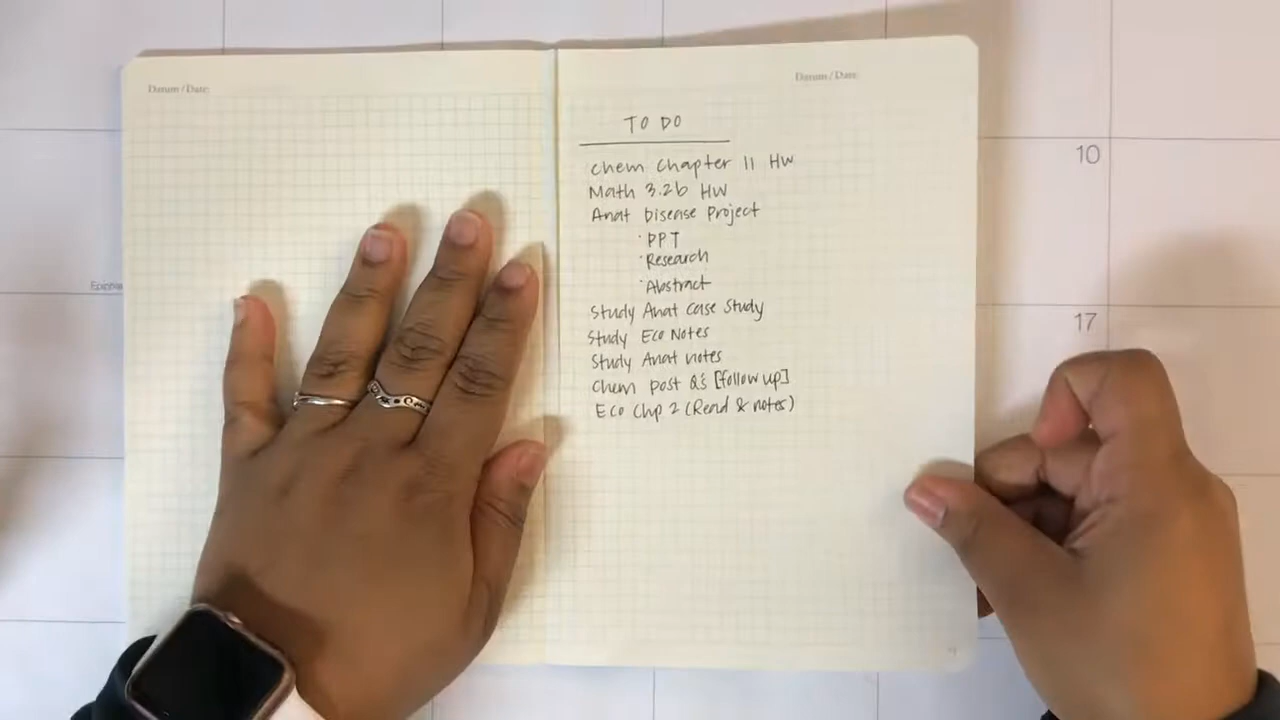 Datum / Date:
Datum / Date:
TO DO
Chem Chapter 11 HW
Math 3.2b HW
Anat Disease Project
· PPT
· Research
· Abstract
Study Anat Case Study
Study Eco Notes
Study Anat notes
Chem post Q's [follow up]
Eco Chp 2 (Read & notes)
10
17